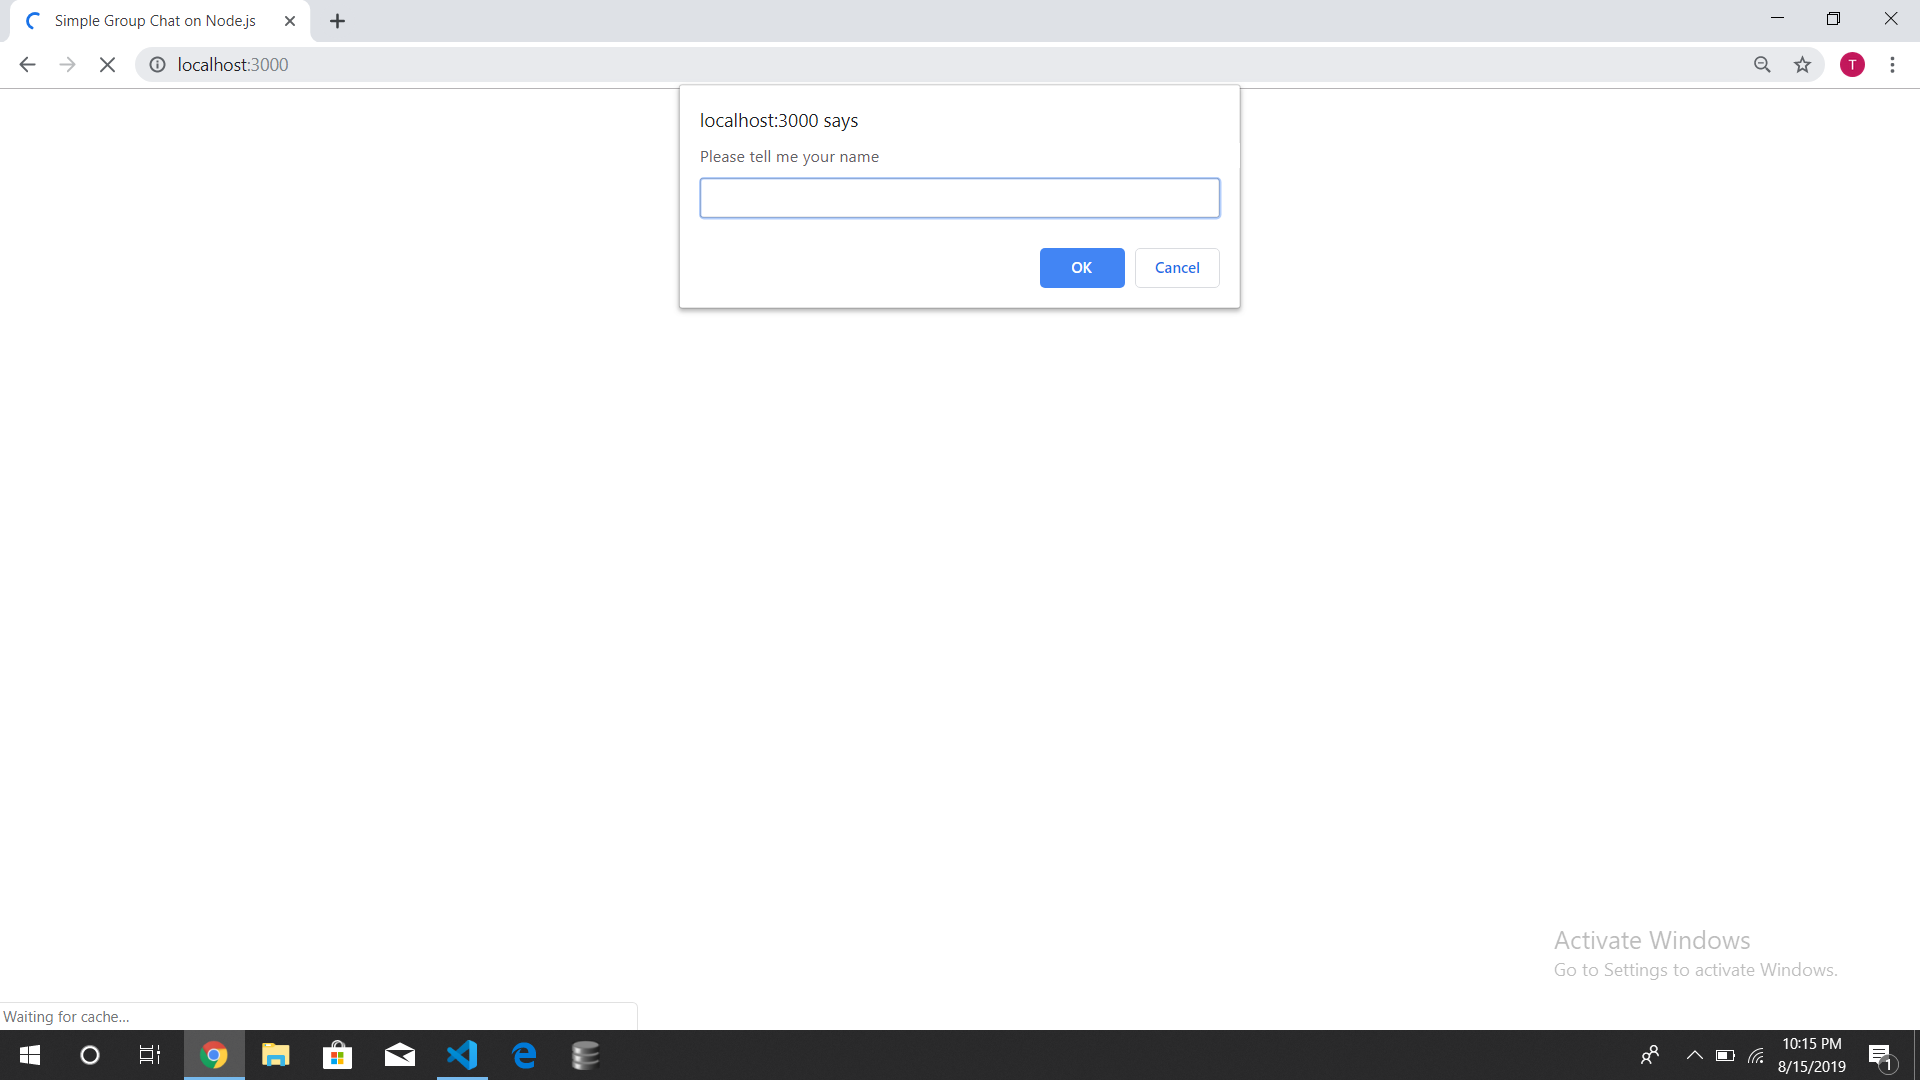 Simple Group Chat on Node.js
localhost:3000
T
localhost:3000 says
Please tell me your name
OK
Cancel
Activate Windows
Go to Settings to activate Windows.
Waiting for cache...
10:15 PM
8/15/2019
1